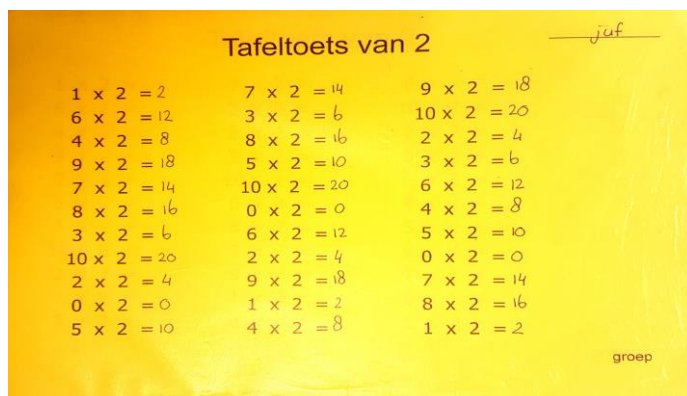 juf
Tafeltoets van 2
1 x 2 = 2
6 x 2 = 12
4 x 2 = 8
9 x 2 = 18
7 x 2 = 14
8 x 2 = 16
3 x 2 = 6
10 x 2 = 20
2 x 2 = 4
0 x 2 = 0
5 x 2 = 10
7 x 2 = 14
3 x 2 = 6
8 x 2 = 16
5 x 2 = 10
10 x 2 = 20
0 x 2 = 0
6 x 2 = 12
2 x 2 = 4
9 x 2 = 18
1 x 2 = 2
4 x 2 = 8
9 x 2 = 18
10 x 2 = 20
2 x 2 = 4
3 x 2 = 6
6 x 2 = 12
4 x 2 = 8
5 x 2 = 10
0 x 2 = 0
7 x 2 = 14
8 x 2 = 16
1 x 2 = 2
groep